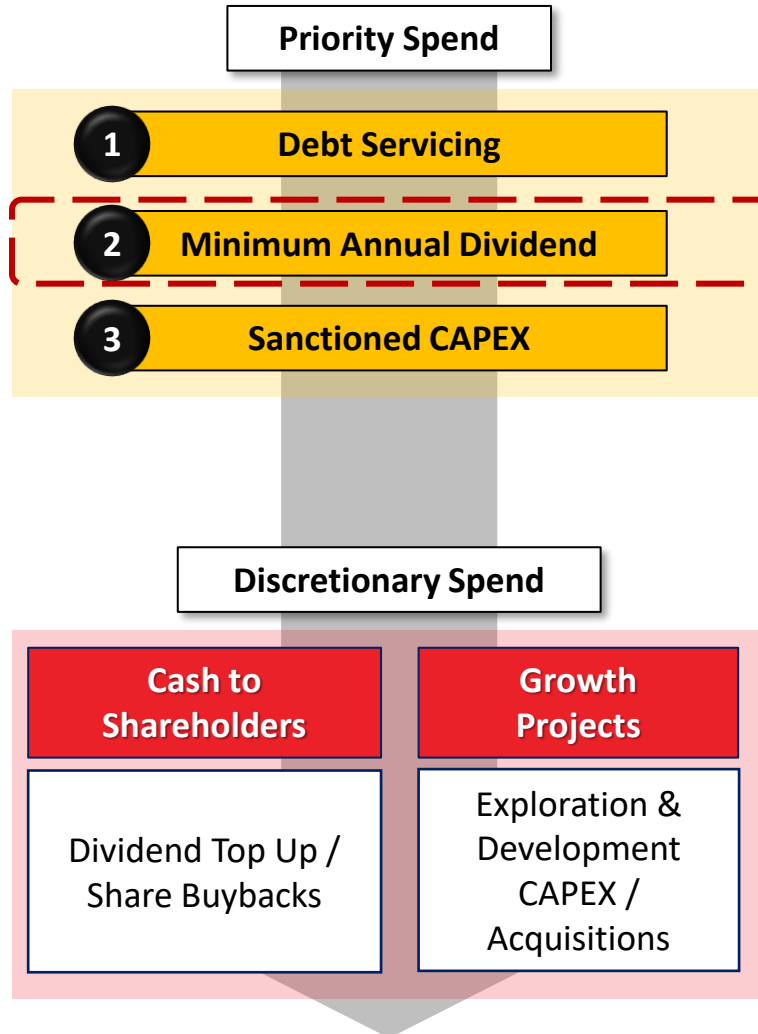 Priority Spend
1 Debt Servicing
2 Minimum Annual Dividend
3 Sanctioned CAPEX
Discretionary Spend
Cash to
Shareholders
Dividend Top Up /
Share Buybacks
Growth
Projects
Exploration &
Development
CAPEX /
Acquisitions